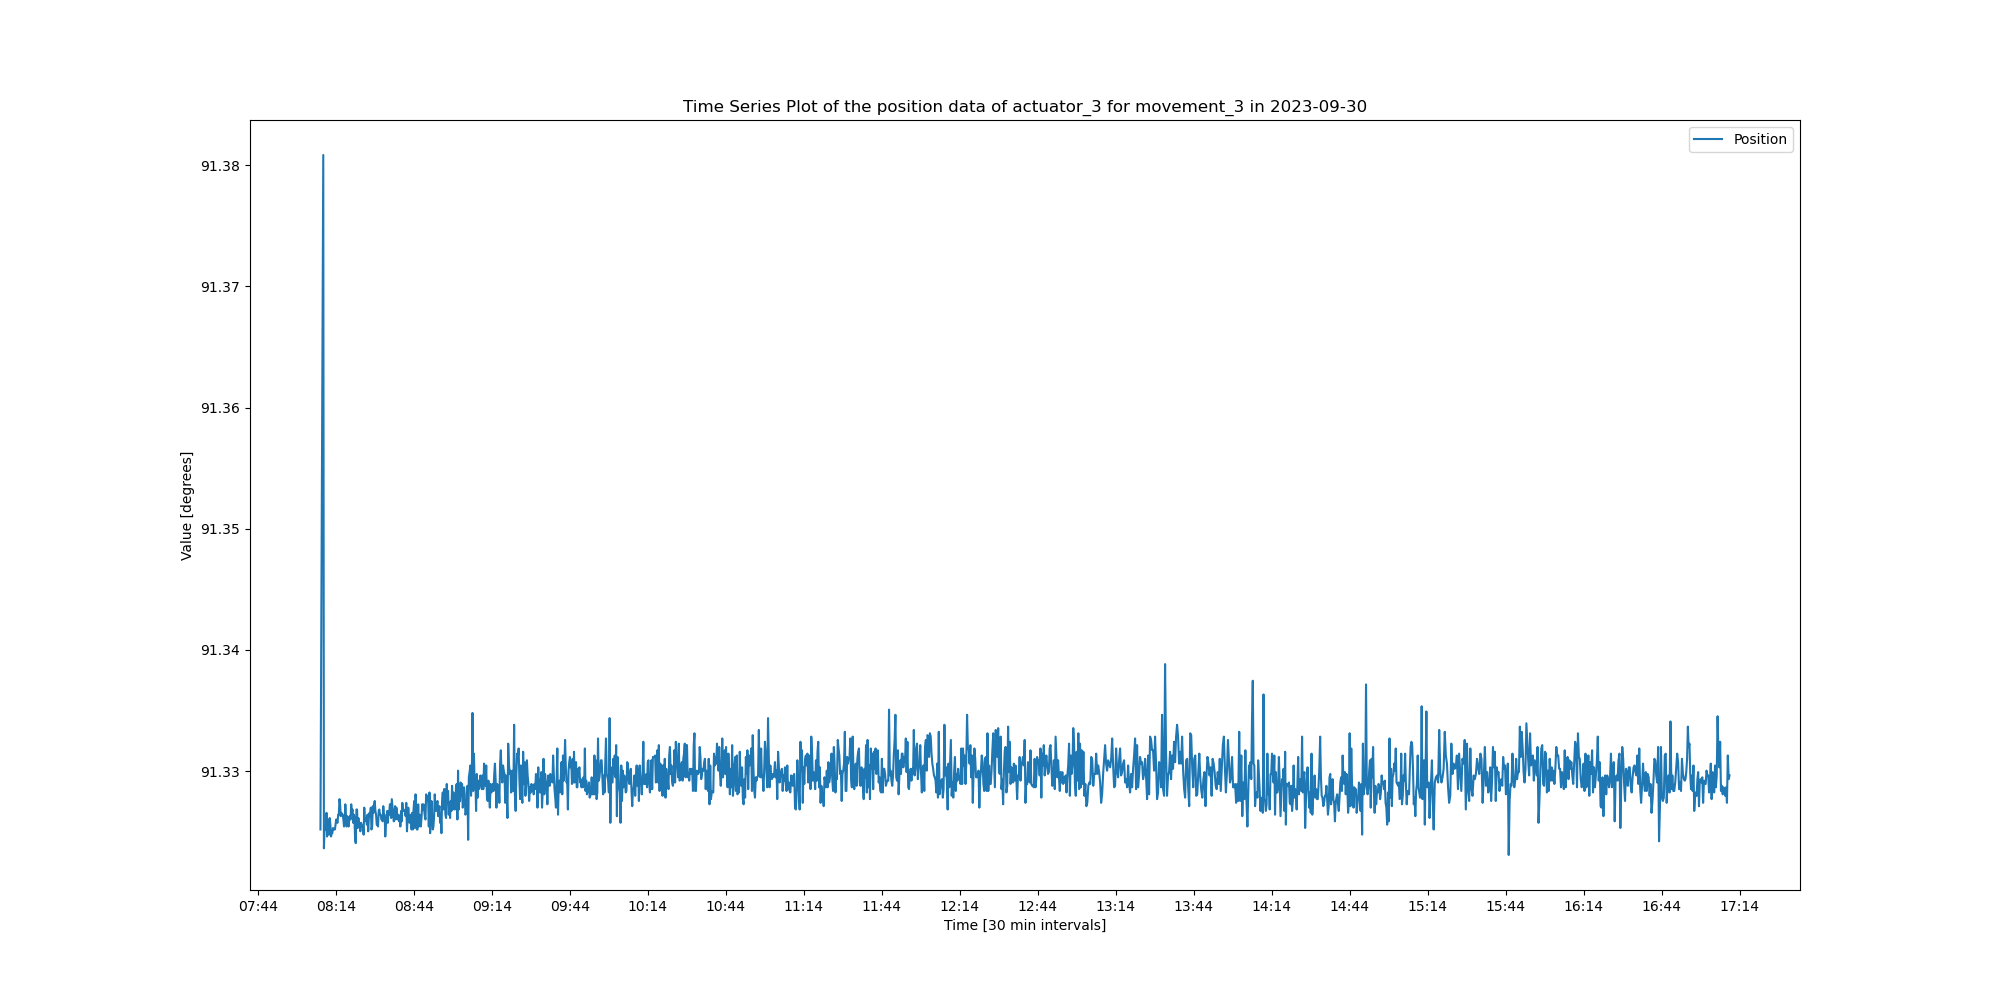 Time Series Plot of the position data of actuator_3 for movement_3 in 2023-09-30
Position
91.38
91.37
91.36
91.35
91.34
91.33
Value [degrees]
07:44 08:14 08:44 09:14 09:44 10:14 10:44 11:14 11:44 12:14 12:44 13:14 13:44 14:14 14:44 15:14 15:44 16:14 16:44 17:14
Time [30 min intervals]